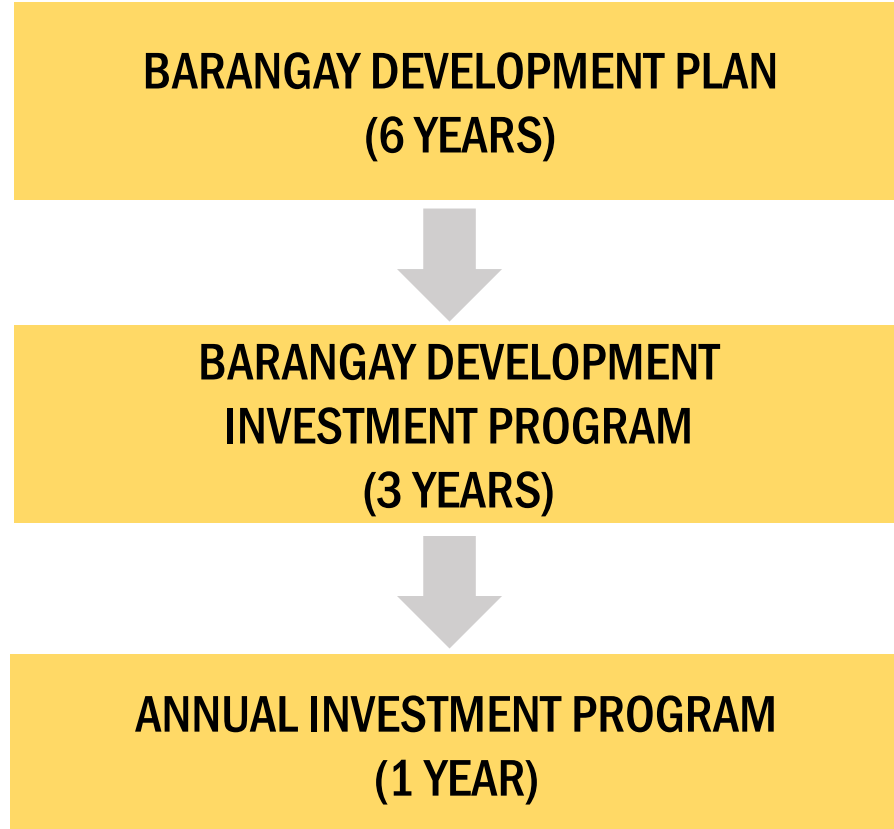 BARANGAY DEVELOPMENT PLAN
(6 YEARS)
BARANGAY DEVELOPMENT
INVESTMENT PROGRAM
(3 YEARS)
ANNUAL INVESTMENT PROGRAM
(1 YEAR)